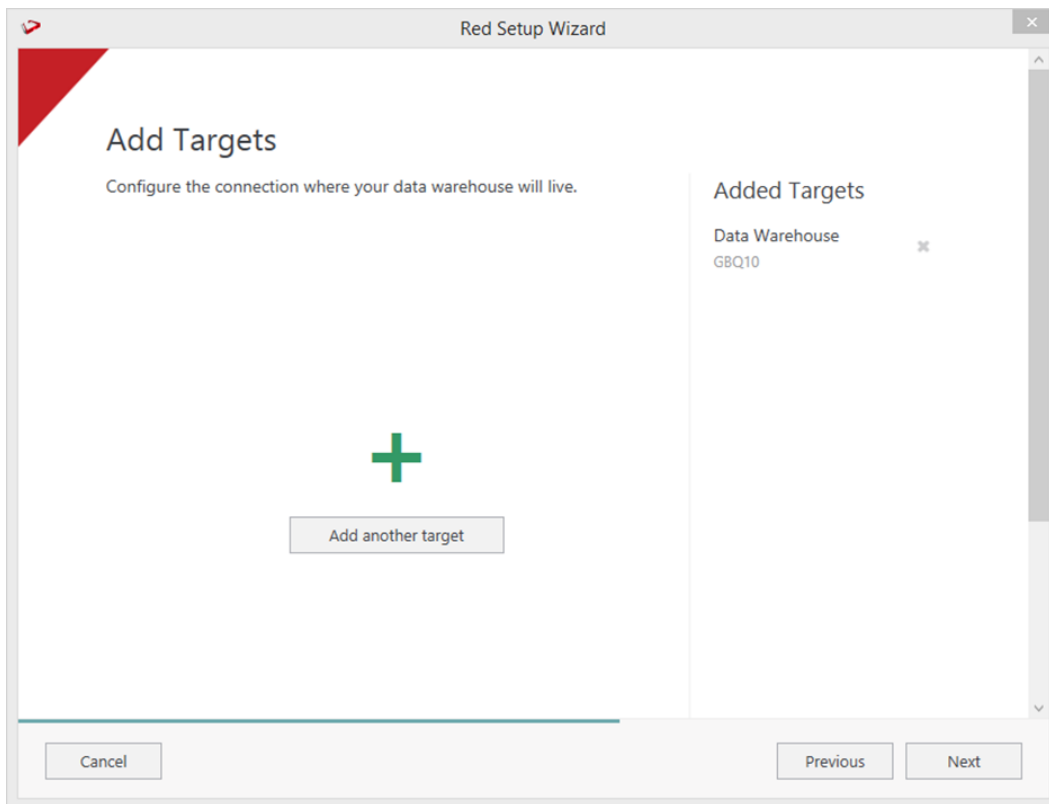 Red Setup Wizard
Add Targets
Configure the connection where your data warehouse will live.
Added Targets
Data Warehouse
GBQ10
Add another target
Cancel
Previous
Next